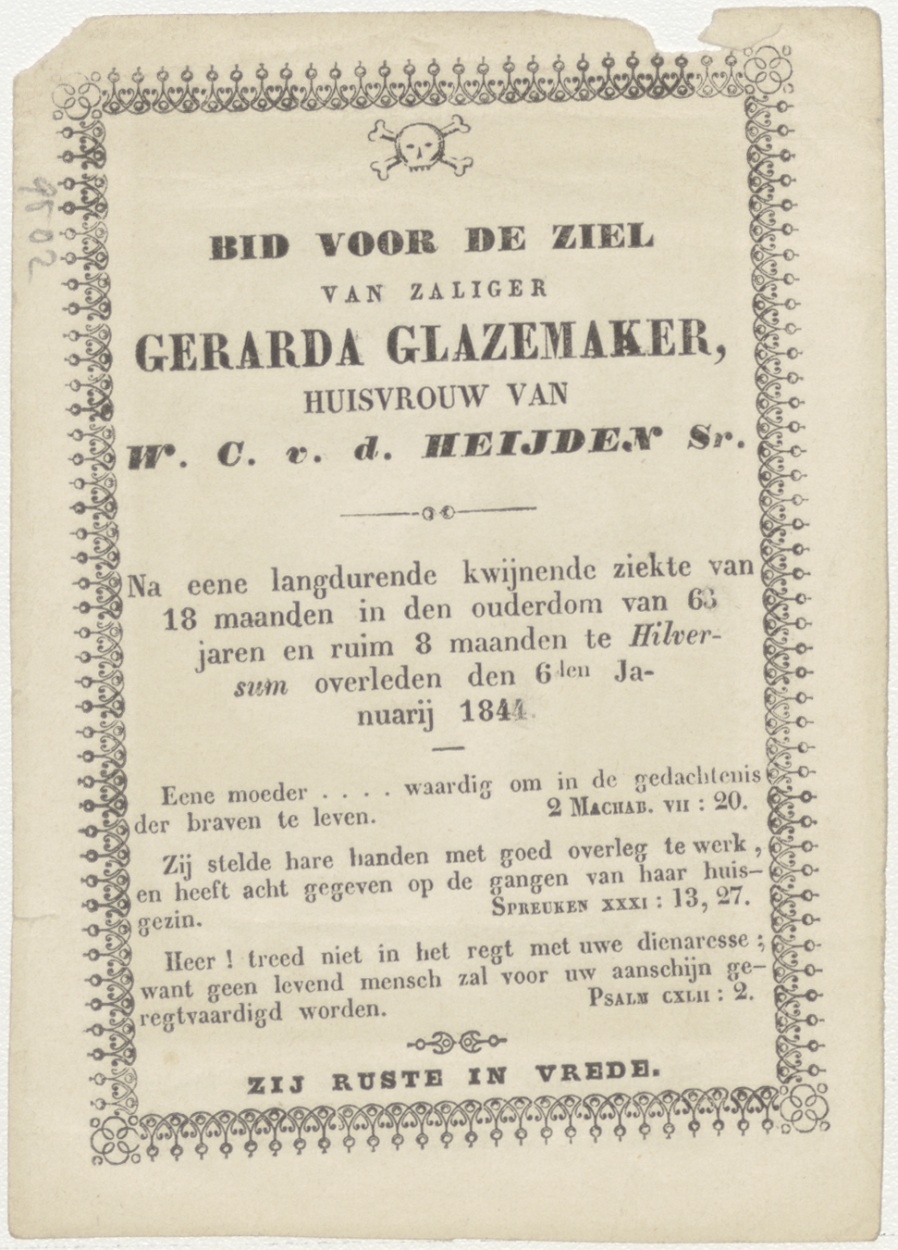 BID VOOR DE ZIEL
VAN ZALIGER
GERARDA GLAZEMAKER,
HUISVROUW VAN
W. C. v. d. HEIJDEN Sr.
Na eene langdurende kwijnende ziekte van
18 maanden in den ouderdom van 63
jaren en ruim 8 maanden te Hilver-
sum overleden den 6den Ja-
nuarij 1844.
Eene moeder . . . . waardig om in de gedachtenis
der braven te leven. 2 MACHAB. VII : 20.
Zij stelde hare handen met goed overleg te werk,
en heeft acht gegeven op de gangen van haar huis-
gezin. SPREUKEN XXXI : 13, 27.
Heer ! treed niet in het regt met uwe dienaresse ;
want geen levend mensch zal voor uw aanschijn ge-
regtvaardigd worden. PSALM CXLII : 2.
ZIJ RUSTE IN VREDE.
9502